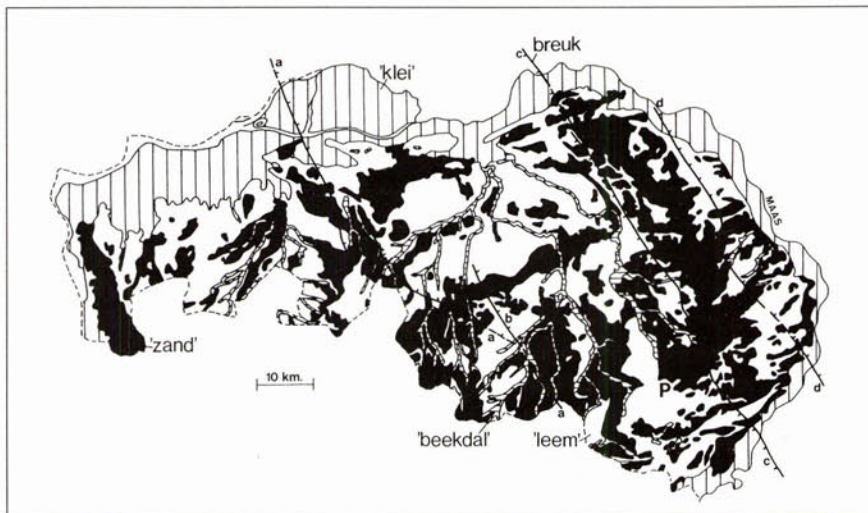 breuk
c
a
'klei'
d
MAAS
'zand'
b
a
10 km.
P
d
'beekdal'
a
'leem'
c